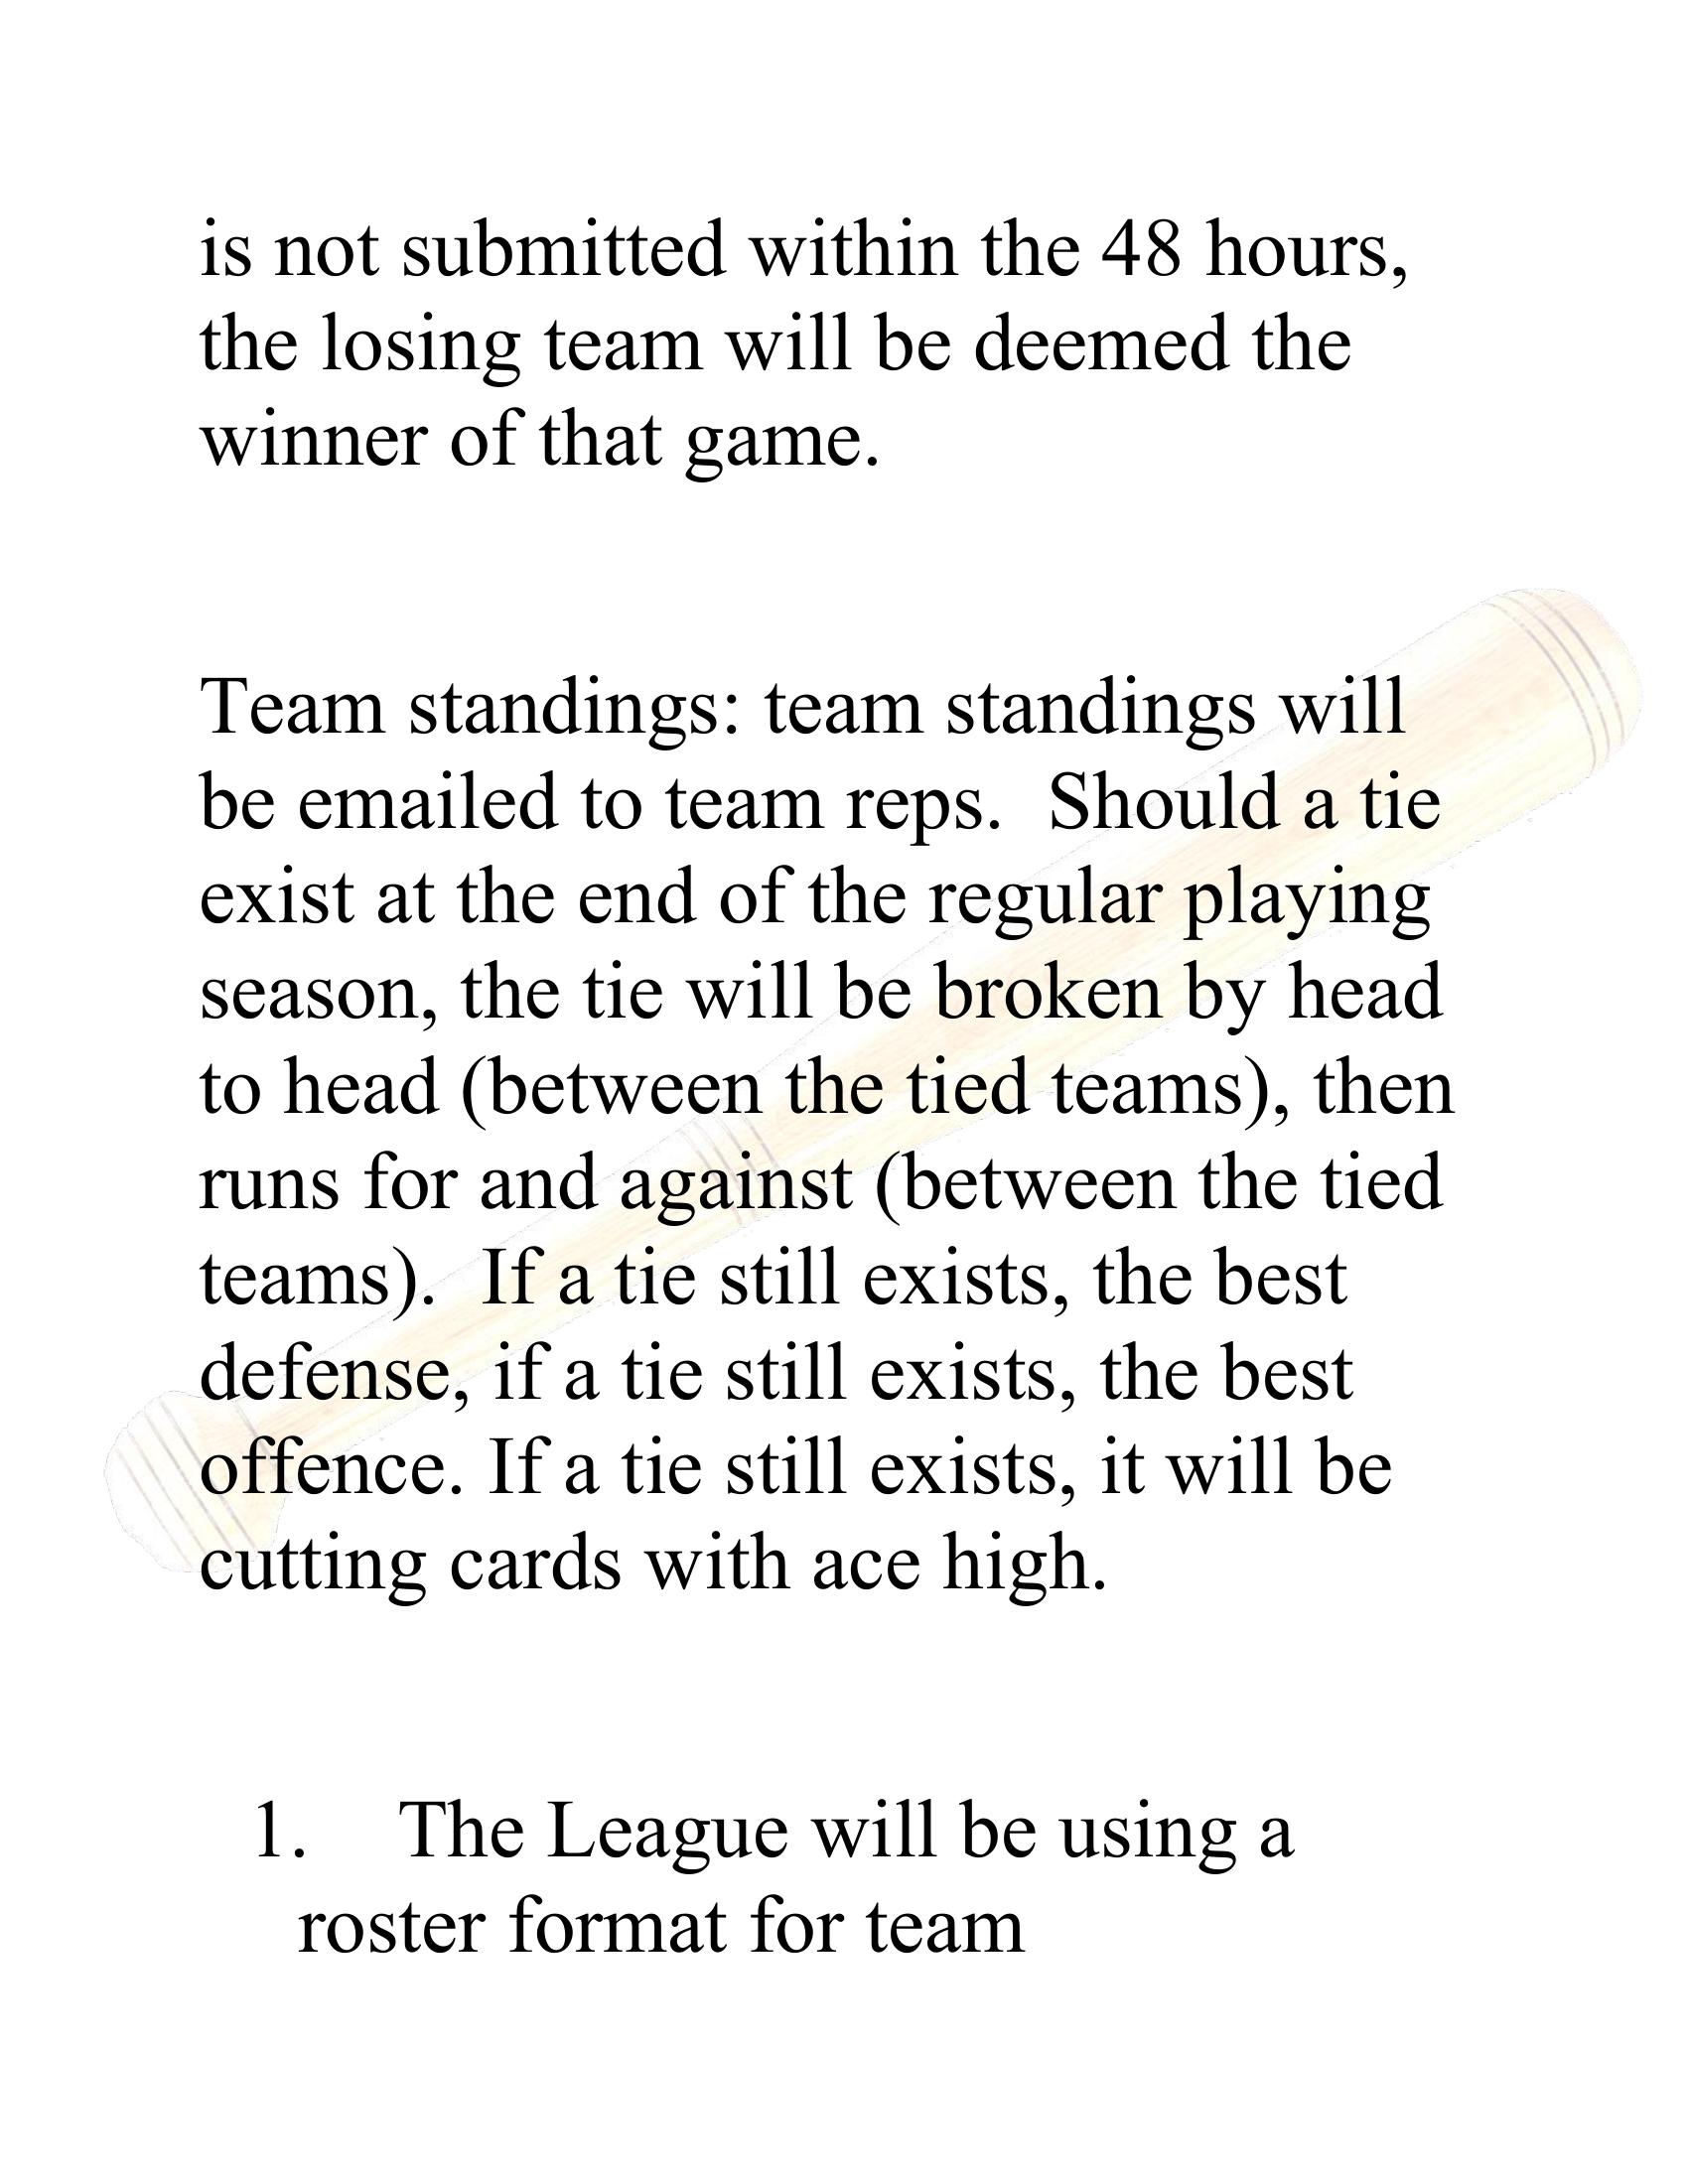 is not submitted within the 48 hours,
the losing team will be deemed the
winner of that game.
Team standings: team standings will
be emailed to team reps.  Should a tie
exist at the end of the regular playing
season, the tie will be broken by head
to head (between the tied teams), then
runs for and against (between the tied
teams).  If a tie still exists, the best
defense, if a tie still exists, the best
offence. If a tie still exists, it will be
cutting cards with ace high.
1. The League will be using a
roster format for team